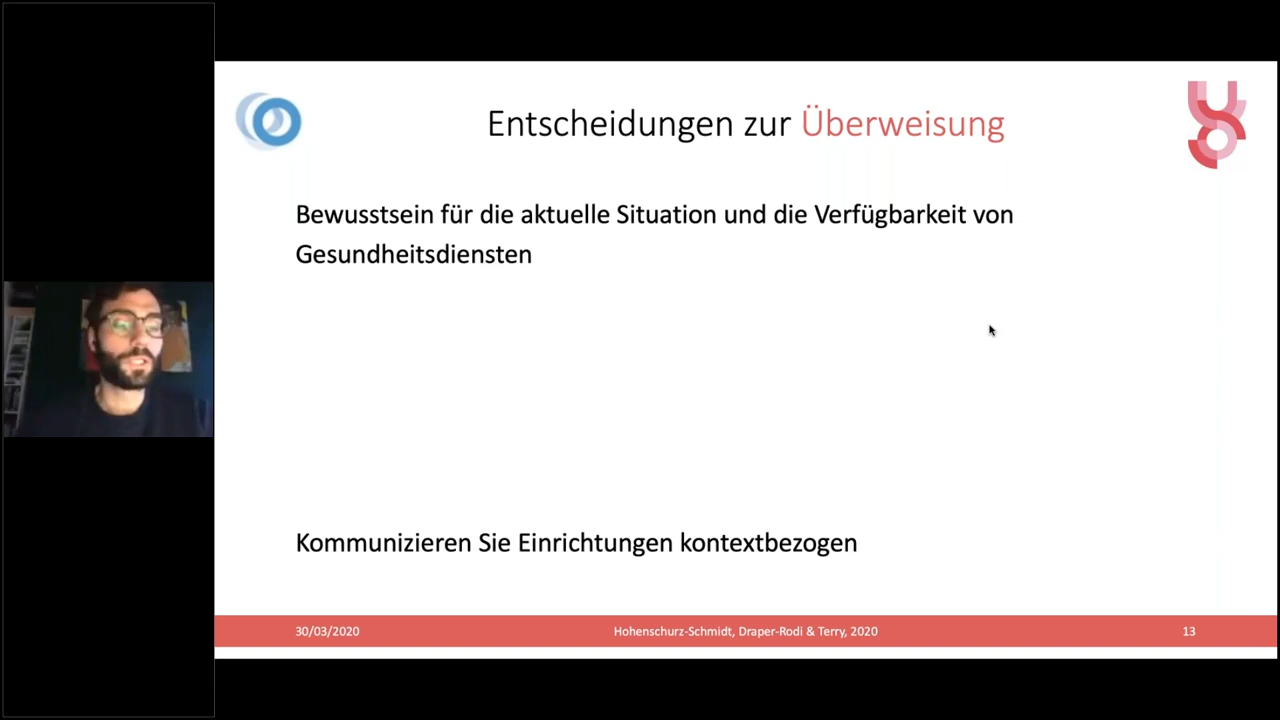 Entscheidungen zur Überweisung
Bewusstsein für die aktuelle Situation und die Verfügbarkeit von
Gesundheitsdiensten
Kommunizieren Sie Einrichtungen kontextbezogen
30/03/2020
Hohenschurz-Schmidt, Draper-Rodi & Terry, 2020
13